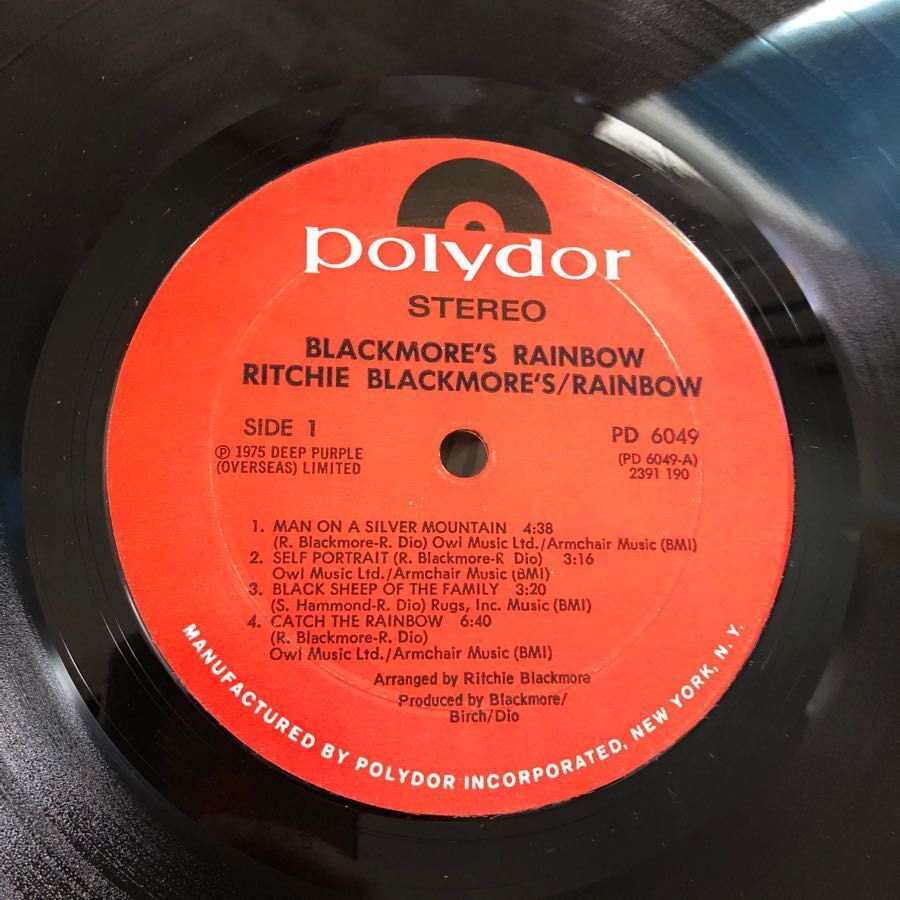 polydor
STEREO
BLACKMORE'S RAINBOW
RITCHIE BLACKMORE'S/RAINBOW
SIDE 1
℗ 1975 DEEP PURPLE
(OVERSEAS) LIMITED
PD 6049
(PD 6049-A)
2391 190
1. MAN ON A SILVER MOUNTAIN 4:38
(R. Blackmore-R. Dio) Owl Music Ltd./Armchair Music (BMI)
2. SELF PORTRAIT (R. Blackmore-R. Dio) 3:16
Owl Music Ltd./Armchair Music (BMI)
3. BLACK SHEEP OF THE FAMILY 3:20
(S. Hammond-R. Dio) Rugs, Inc. Music (BMI)
4. CATCH THE RAINBOW 6:40
(R. Blackmore-R. Dio)
Owl Music Ltd./Armchair Music (BMI)
Arranged by Ritchie Blackmore
Produced by Blackmore/
Birch/Dio
MANUFACTURED BY POLYDOR INCORPORATED, NEW YORK, N.Y.